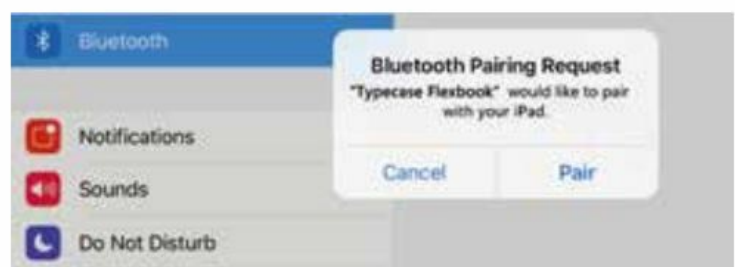 Bluetooth
Bluetooth Pairing Request
"Typecase Flexbook" would like to pair
with your iPad.
Cancel
Pair
Notifications
Sounds
Do Not Disturb